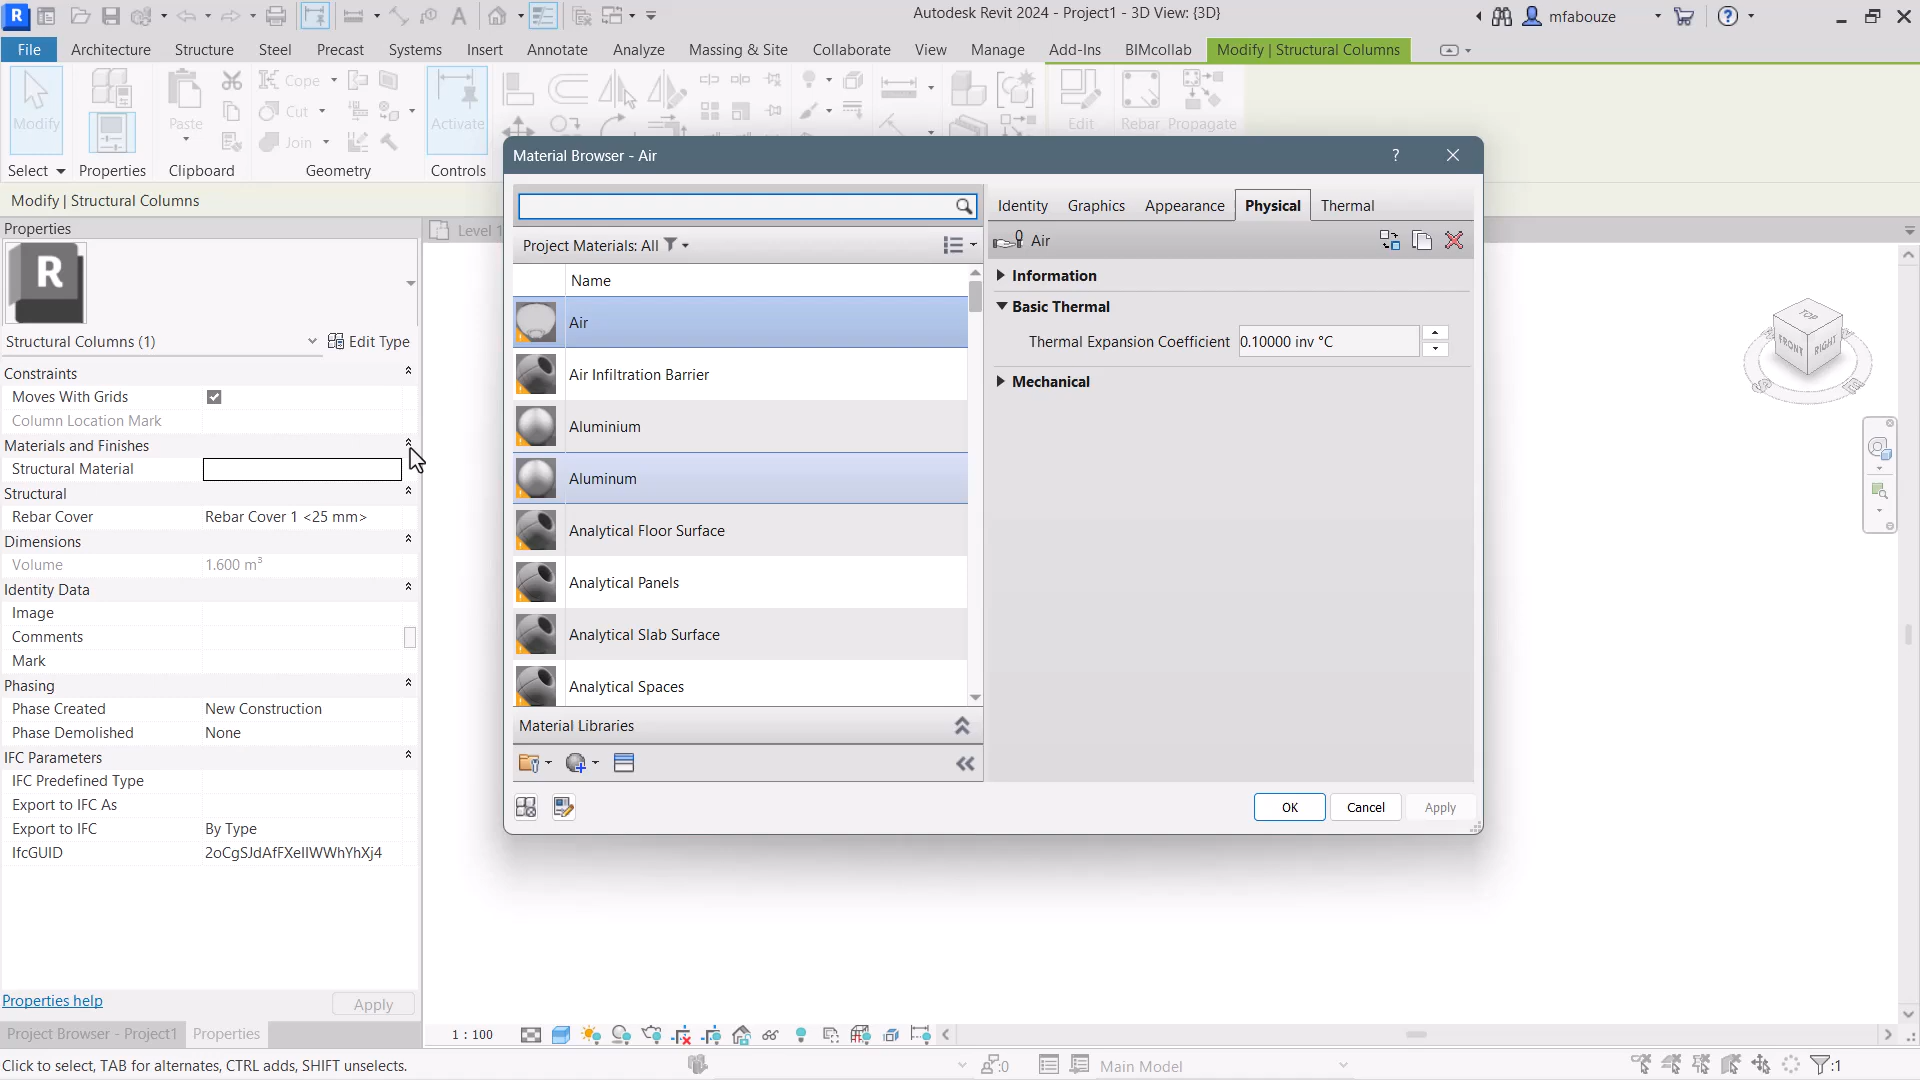 R
Autodesk Revit 2024 - Project1 - 3D View: {3D}
mfabouze
File
Architecture
Structure
Steel
Precast
Systems
Insert
Annotate
Analyze
Massing & Site
Collaborate
View
Manage
Add-Ins
BIMcollab
Modify | Structural Columns
Modify
Paste
Cope
Cut
Join
Activate
Edit
Rebar
Propagate
Select
Properties
Clipboard
Geometry
Controls
Modify | Structural Columns
Properties
Level 1
R
Structural Columns (1)
Edit Type
Constraints
Moves With Grids
Column Location Mark
Materials and Finishes
Structural Material
Structural
Rebar Cover
Rebar Cover 1 <25 mm>
Dimensions
Volume
1.600 m³
Identity Data
Image
Comments
Mark
Phasing
Phase Created
New Construction
Phase Demolished
None
IFC Parameters
IFC Predefined Type
Export to IFC As
Export to IFC
By Type
IfcGUID
2oCgSJdAfFXeIIWWhYhXj4
Properties help
Apply
Project Browser - Project1
Properties
Material Browser - Air
?
Project Materials: All
Name
Air
Air Infiltration Barrier
Aluminium
Aluminum
Analytical Floor Surface
Analytical Panels
Analytical Slab Surface
Analytical Spaces
Material Libraries
Identity
Graphics
Appearance
Physical
Thermal
Air
Information
Basic Thermal
Thermal Expansion Coefficient
0.10000 inv °C
Mechanical
OK
Cancel
Apply
TOP
FRONT
RIGHT
S
E
1 : 100
Click to select, TAB for alternates, CTRL adds, SHIFT unselects.
:0
Main Model
:1